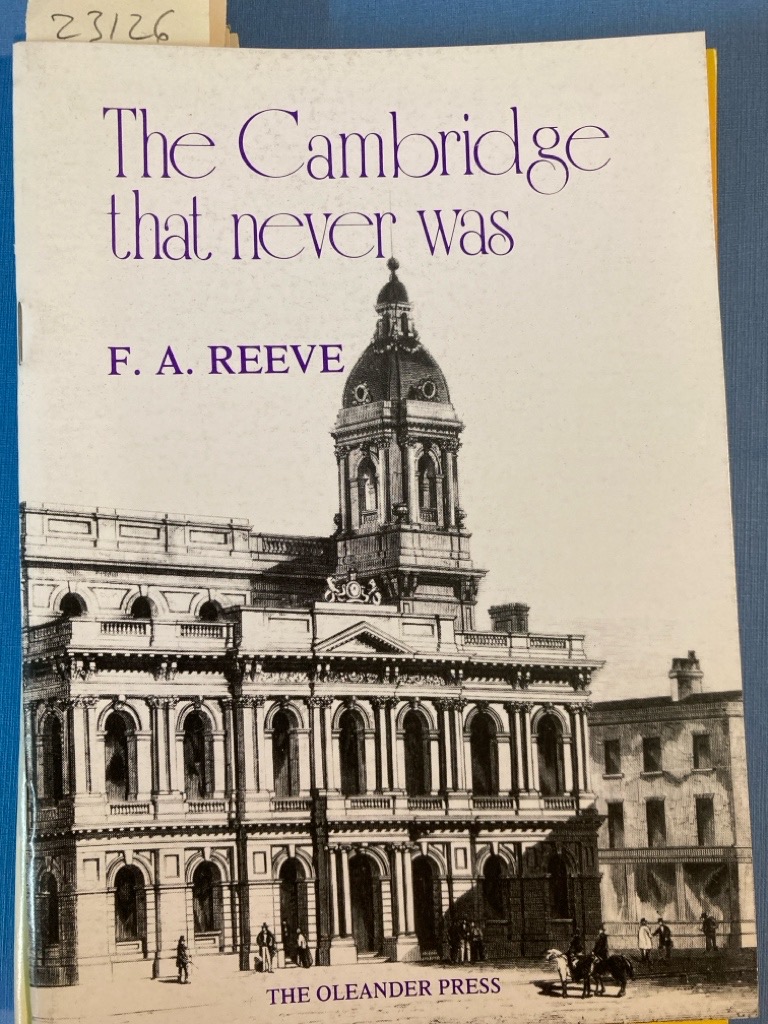 23126
The Cambridge
that never was
F. A. REEVE
THE OLEANDER PRESS